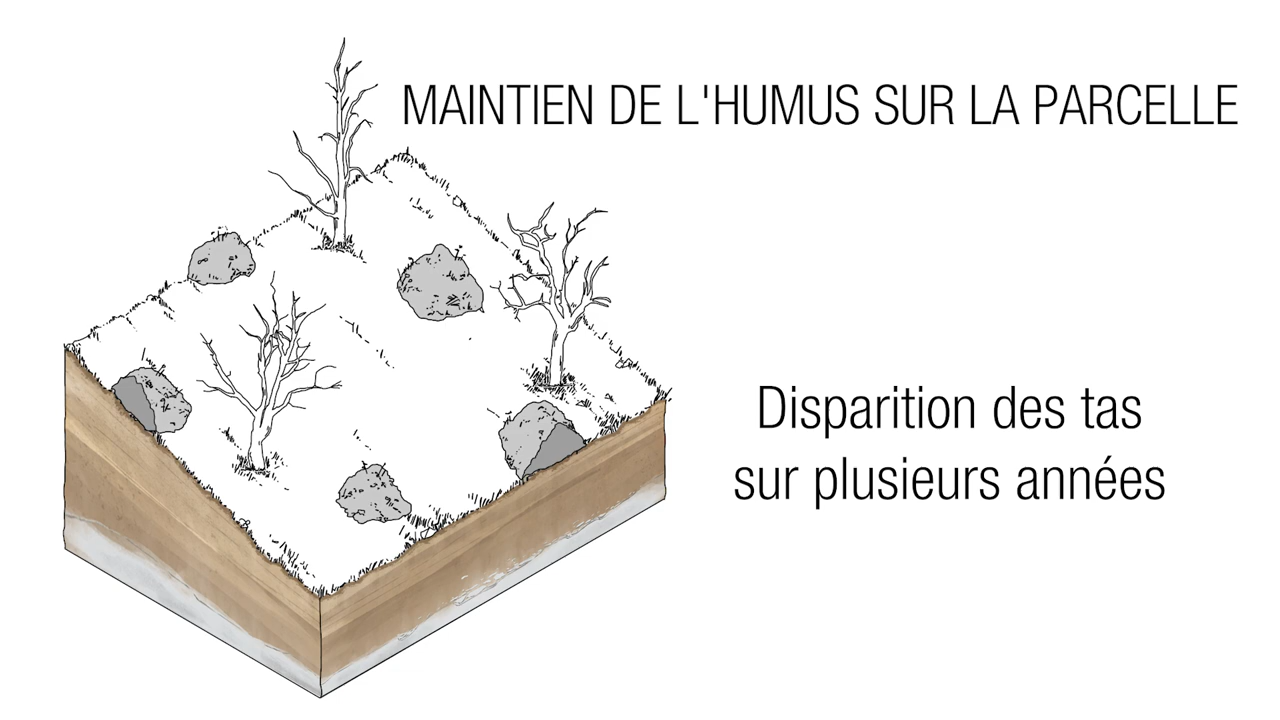 MAINTIEN DE L'HUMUS SUR LA PARCELLE
Disparition des tas
sur plusieurs années